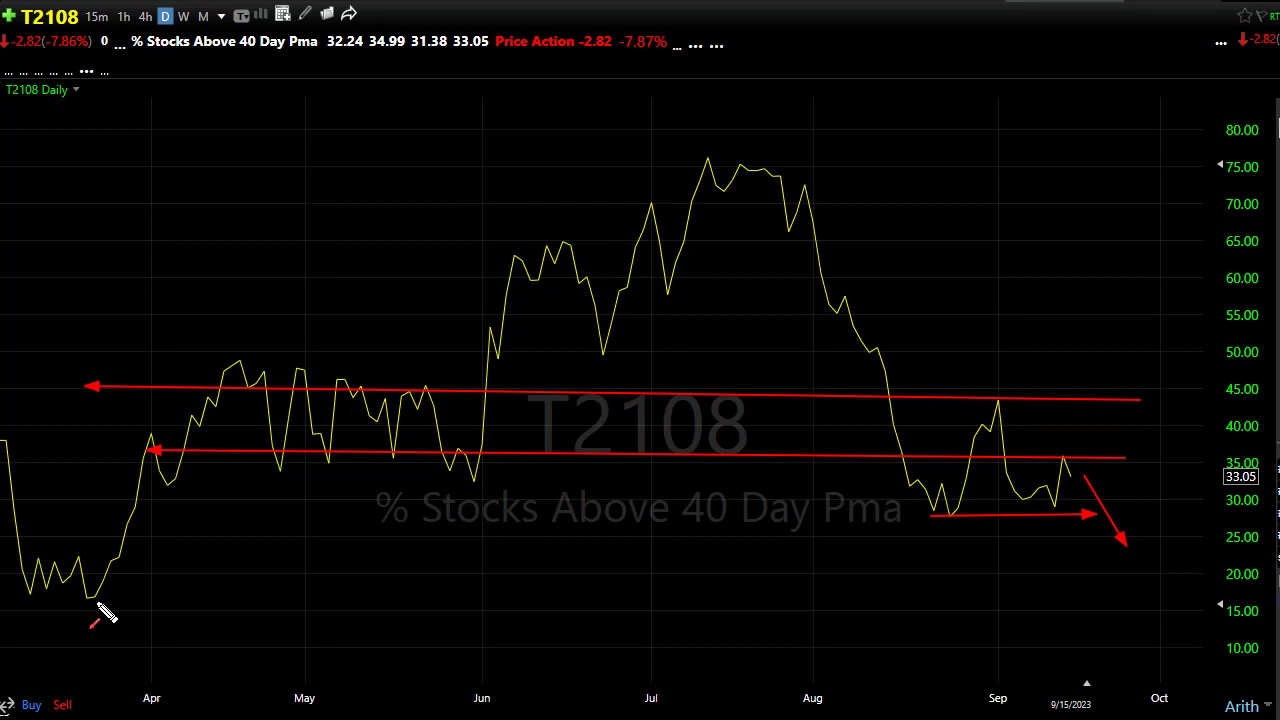 T2108 15m 1h 4h D W M T RT
-2.82(-7.86%) 0 ... % Stocks Above 40 Day Pma 32.24 34.99 31.38 33.05 Price Action -2.82 -7.87% ... ... ... ... -2.82(
... ... ... ... ... ... ...
T2108 Daily
80.00
75.00
70.00
65.00
60.00
55.00
50.00
45.00
T2108
40.00
35.00
33.05
% Stocks Above 40 Day Pma
30.00
25.00
20.00
15.00
10.00
Apr May Jun Jul Aug Sep Oct
Buy Sell 9/15/2023 Arith